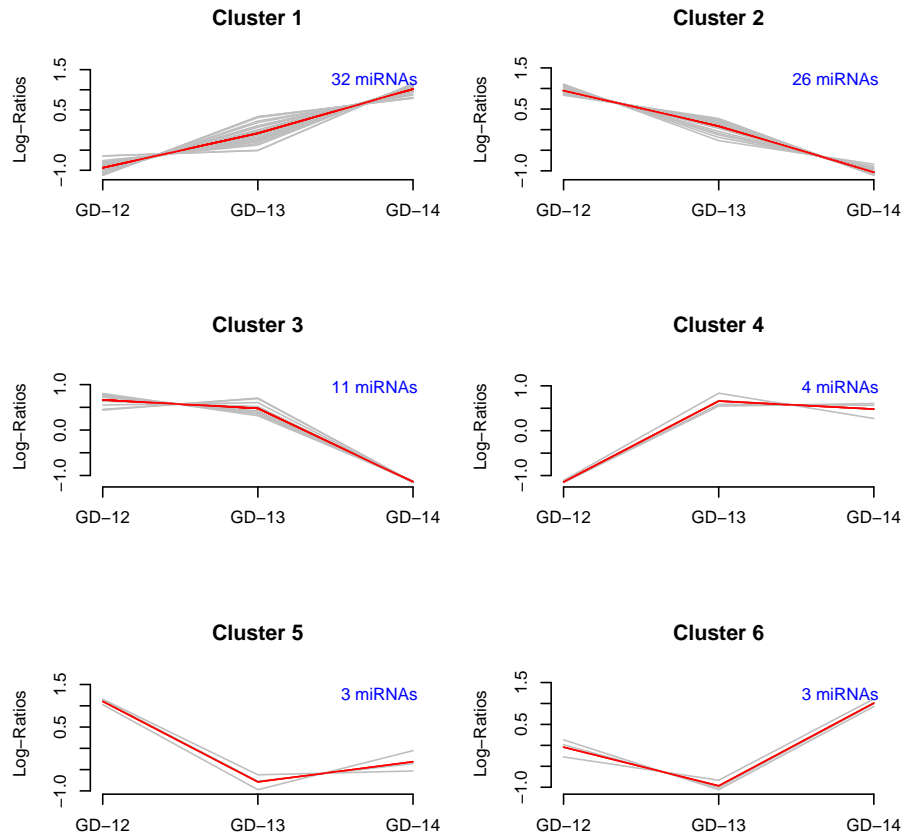 Cluster 1
32 miRNAs
Log−Ratios
1.5
0.5
−1.0
GD−12 GD−13 GD−14
Cluster 2
26 miRNAs
Log−Ratios
1.5
0.5
−1.0
GD−12 GD−13 GD−14
Cluster 3
11 miRNAs
Log−Ratios
1.0
0.0
−1.0
GD−12 GD−13 GD−14
Cluster 4
4 miRNAs
Log−Ratios
1.0
0.0
−1.0
GD−12 GD−13 GD−14
Cluster 5
3 miRNAs
Log−Ratios
1.5
0.5
−1.0
GD−12 GD−13 GD−14
Cluster 6
3 miRNAs
Log−Ratios
1.5
0.5
−1.0
GD−12 GD−13 GD−14